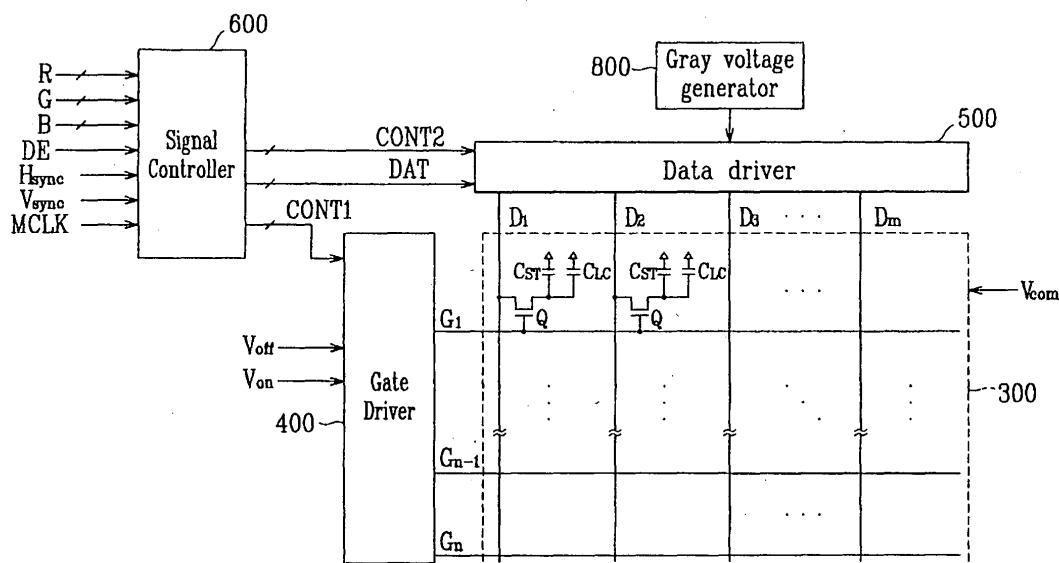 600
R
G
B
DE
Hsync
Vsync
MCLK
Signal
Controller
CONT2
DAT
CONT1
800
Gray voltage
generator
500
Data driver
D1
D2
D3
Dm
CST
CLC
CST
CLC
Q
Q
Vcom
G1
Voff
Von
Gate
Driver
400
300
Gn-1
Gn